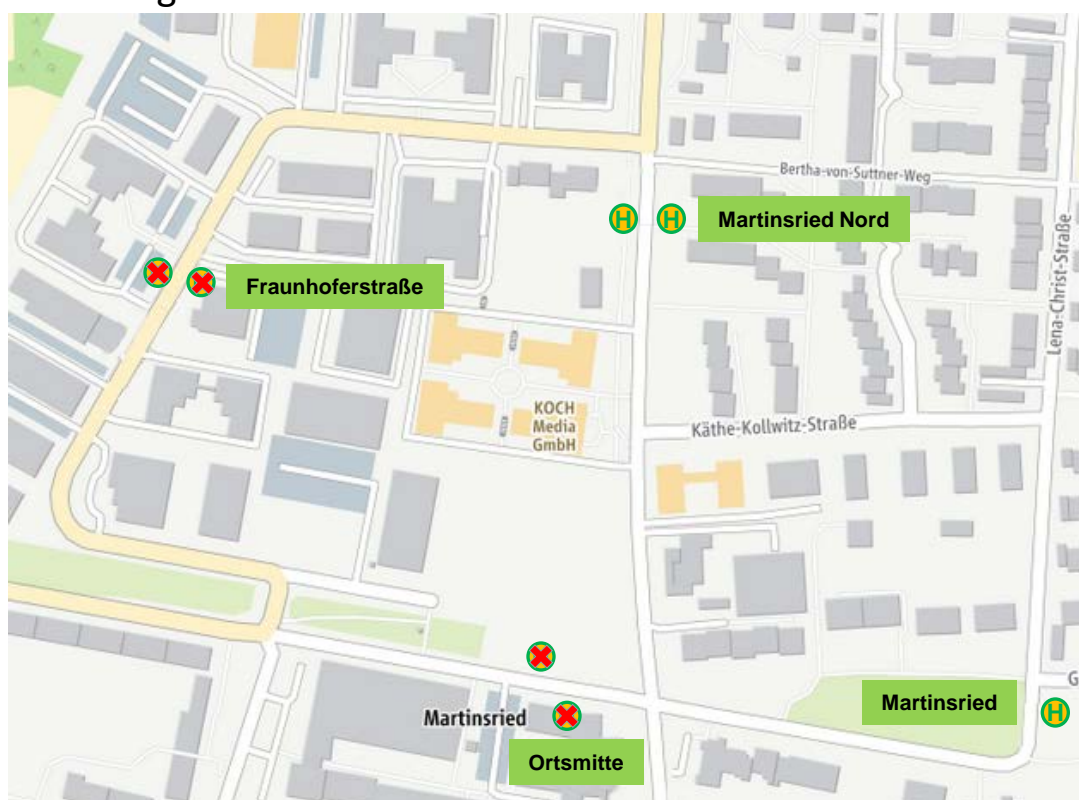 Bertha-von-Suttner-Weg
H
H
Martinsried Nord
Lena-Christ-Straße
Fraunhoferstraße
KOCH
Media
GmbH
Käthe-Kollwitz-Straße
G
Martinsried
H
Martinsried
Ortsmitte